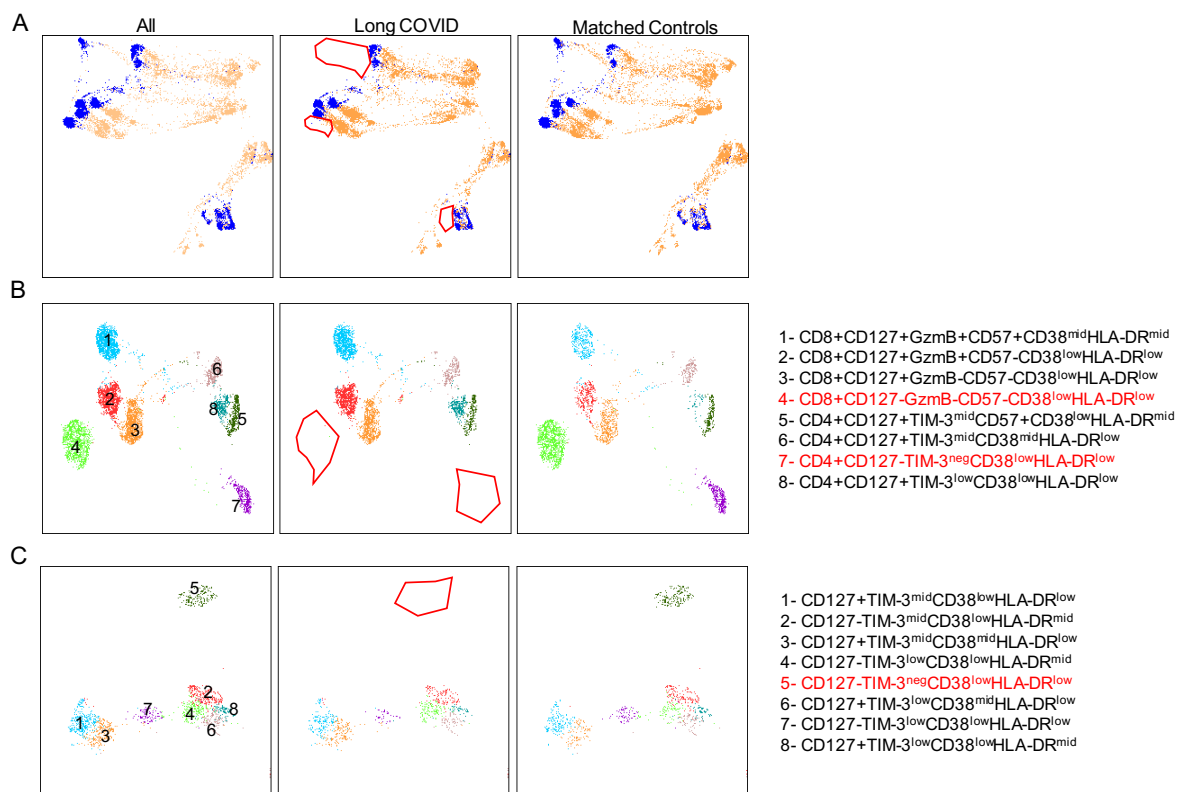 A
All
Long COVID
Matched Controls
B
1
2
3
4
5
6
7
8
1- CD8+CD127+GzmB+CD57+CD38midHLA-DRmid
2- CD8+CD127+GzmB+CD57-CD38lowHLA-DRlow
3- CD8+CD127+GzmB-CD57-CD38lowHLA-DRlow
4- CD8+CD127-GzmB-CD57-CD38lowHLA-DRlow
5- CD4+CD127+TIM-3midCD57+CD38lowHLA-DRmid
6- CD4+CD127+TIM-3midCD38midHLA-DRlow
7- CD4+CD127-TIM-3negCD38lowHLA-DRlow
8- CD4+CD127+TIM-3lowCD38lowHLA-DRlow
C
5
2
7
4
8
1
3
6
1- CD127+TIM-3midCD38lowHLA-DRlow
2- CD127-TIM-3midCD38lowHLA-DRmid
3- CD127+TIM-3midCD38midHLA-DRlow
4- CD127-TIM-3lowCD38lowHLA-DRmid
5- CD127-TIM-3negCD38lowHLA-DRlow
6- CD127+TIM-3lowCD38midHLA-DRlow
7- CD127-TIM-3lowCD38lowHLA-DRlow
8- CD127+TIM-3lowCD38lowHLA-DRmid